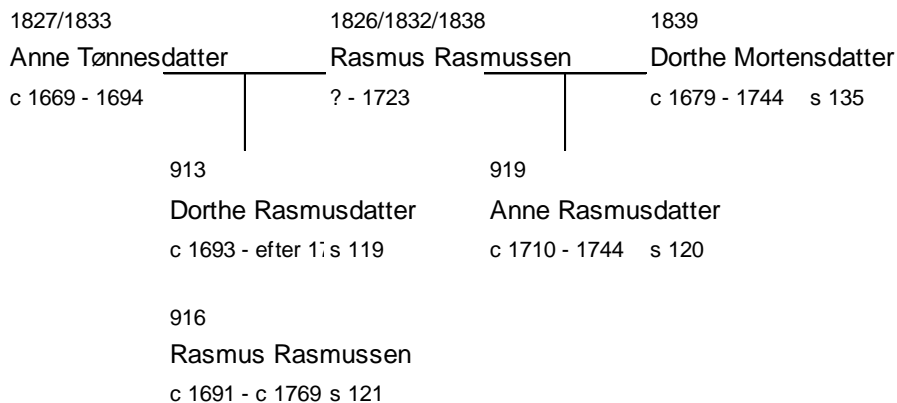 1827/1833 1826/1832/1838 1839
Anne Tønnesdatter Rasmus Rasmussen Dorthe Mortensdatter
c 1669 - 1694 ? - 1723 c 1679 - 1744 s 135
913 919
Dorthe Rasmusdatter Anne Rasmusdatter
c 1693 - efter s 119 c 1710 - 1744 s 120
916
Rasmus Rasmussen
c 1691 - c 1769 s 121